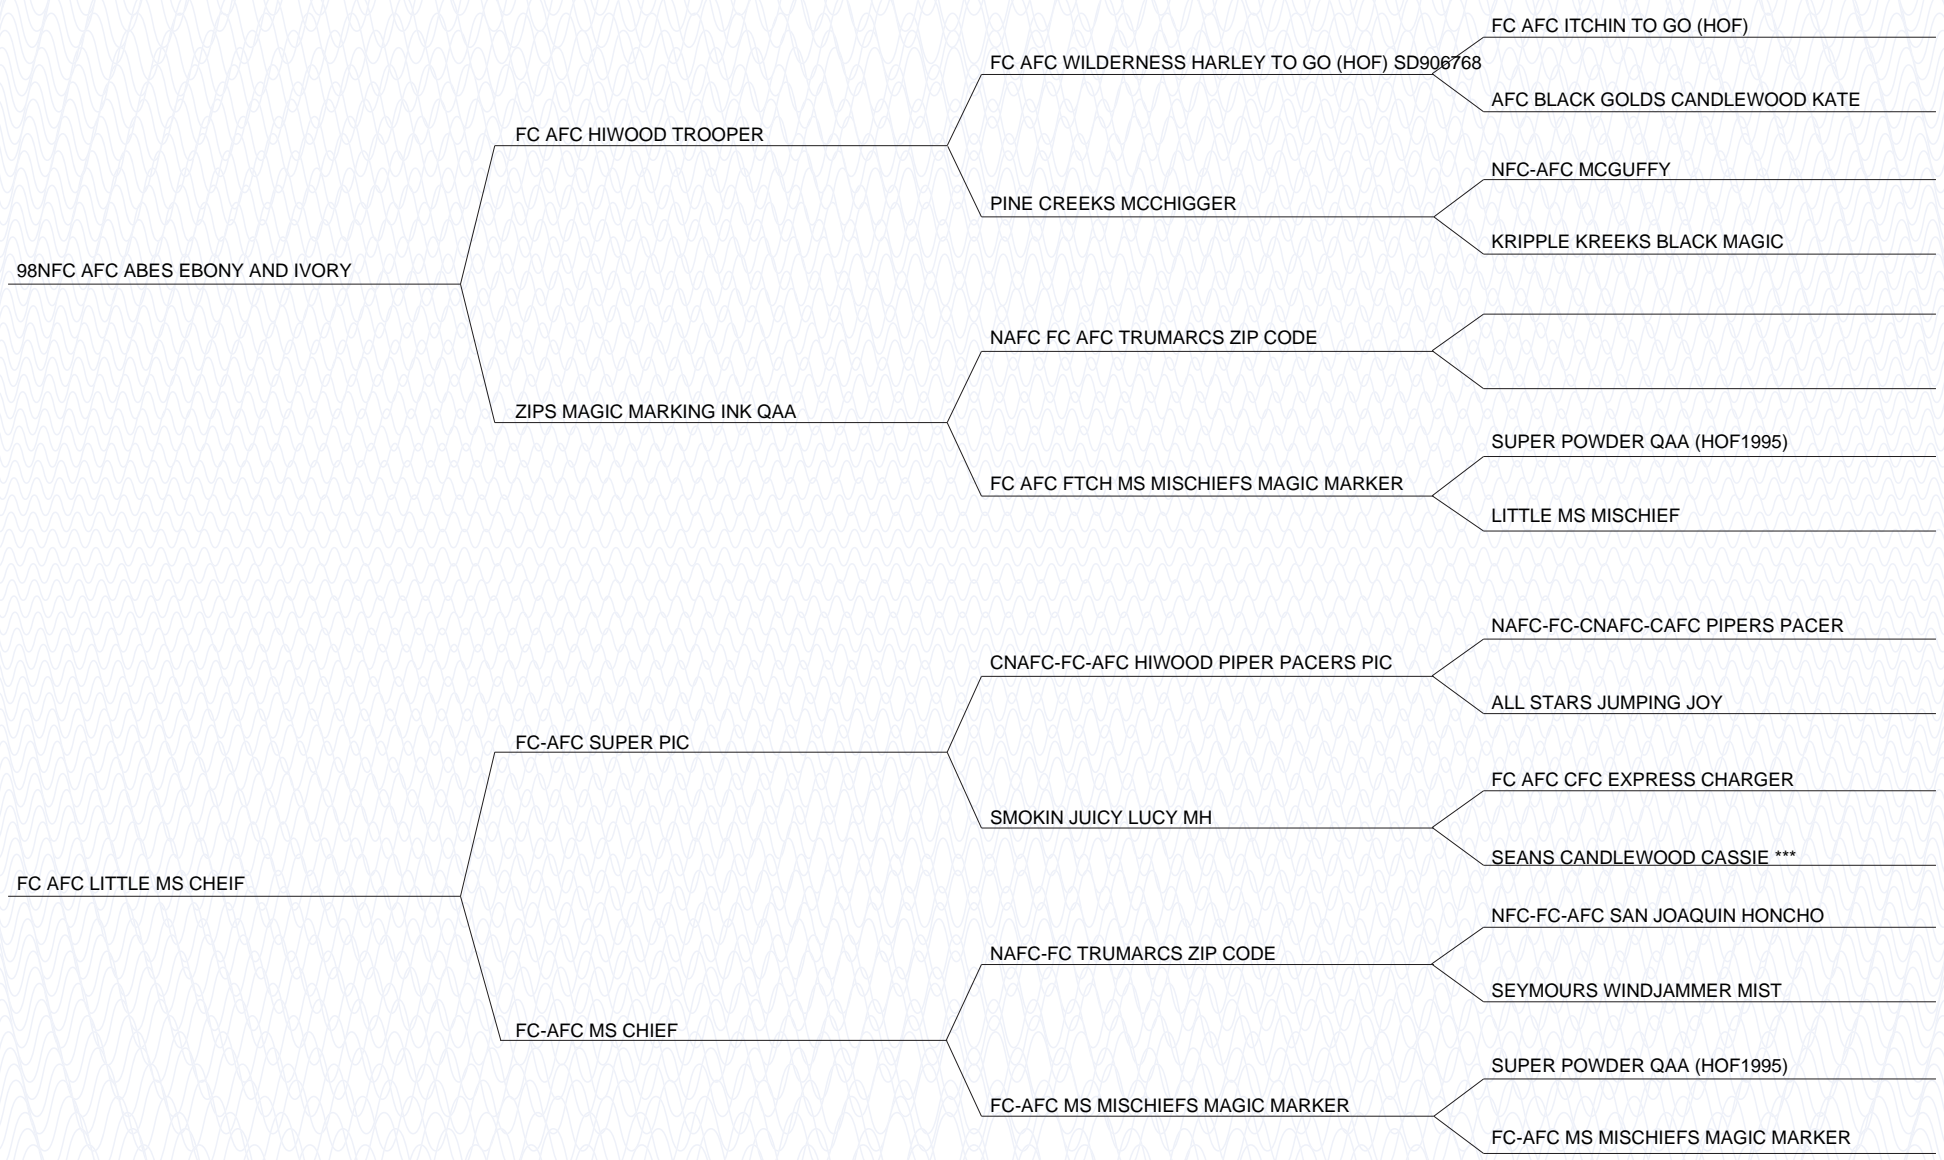 FC AFC ITCHIN TO GO (HOF)
FC AFC WILDERNESS HARLEY TO GO (HOF) SD906768
AFC BLACK GOLDS CANDLEWOOD KATE
FC AFC HIWOOD TROOPER
NFC-AFC MCGUFFY
PINE CREEKS MCCHIGGER
KRIPPLE KREEKS BLACK MAGIC
98NFC AFC ABES EBONY AND IVORY
NAFC FC AFC TRUMARCS ZIP CODE
ZIPS MAGIC MARKING INK QAA
SUPER POWDER QAA (HOF1995)
FC AFC FTCH MS MISCHIEFS MAGIC MARKER
LITTLE MS MISCHIEF
NAFC-FC-CNAFC-CAFC PIPERS PACER
CNAFC-FC-AFC HIWOOD PIPER PACERS PIC
ALL STARS JUMPING JOY
FC-AFC SUPER PIC
FC AFC CFC EXPRESS CHARGER
SMOKIN JUICY LUCY MH
SEANS CANDLEWOOD CASSIE ***
FC AFC LITTLE MS CHEIF
NFC-FC-AFC SAN JOAQUIN HONCHO
NAFC-FC TRUMARCS ZIP CODE
SEYMOURS WINDJAMMER MIST
FC-AFC MS CHIEF
SUPER POWDER QAA (HOF1995)
FC-AFC MS MISCHIEFS MAGIC MARKER
FC-AFC MS MISCHIEFS MAGIC MARKER